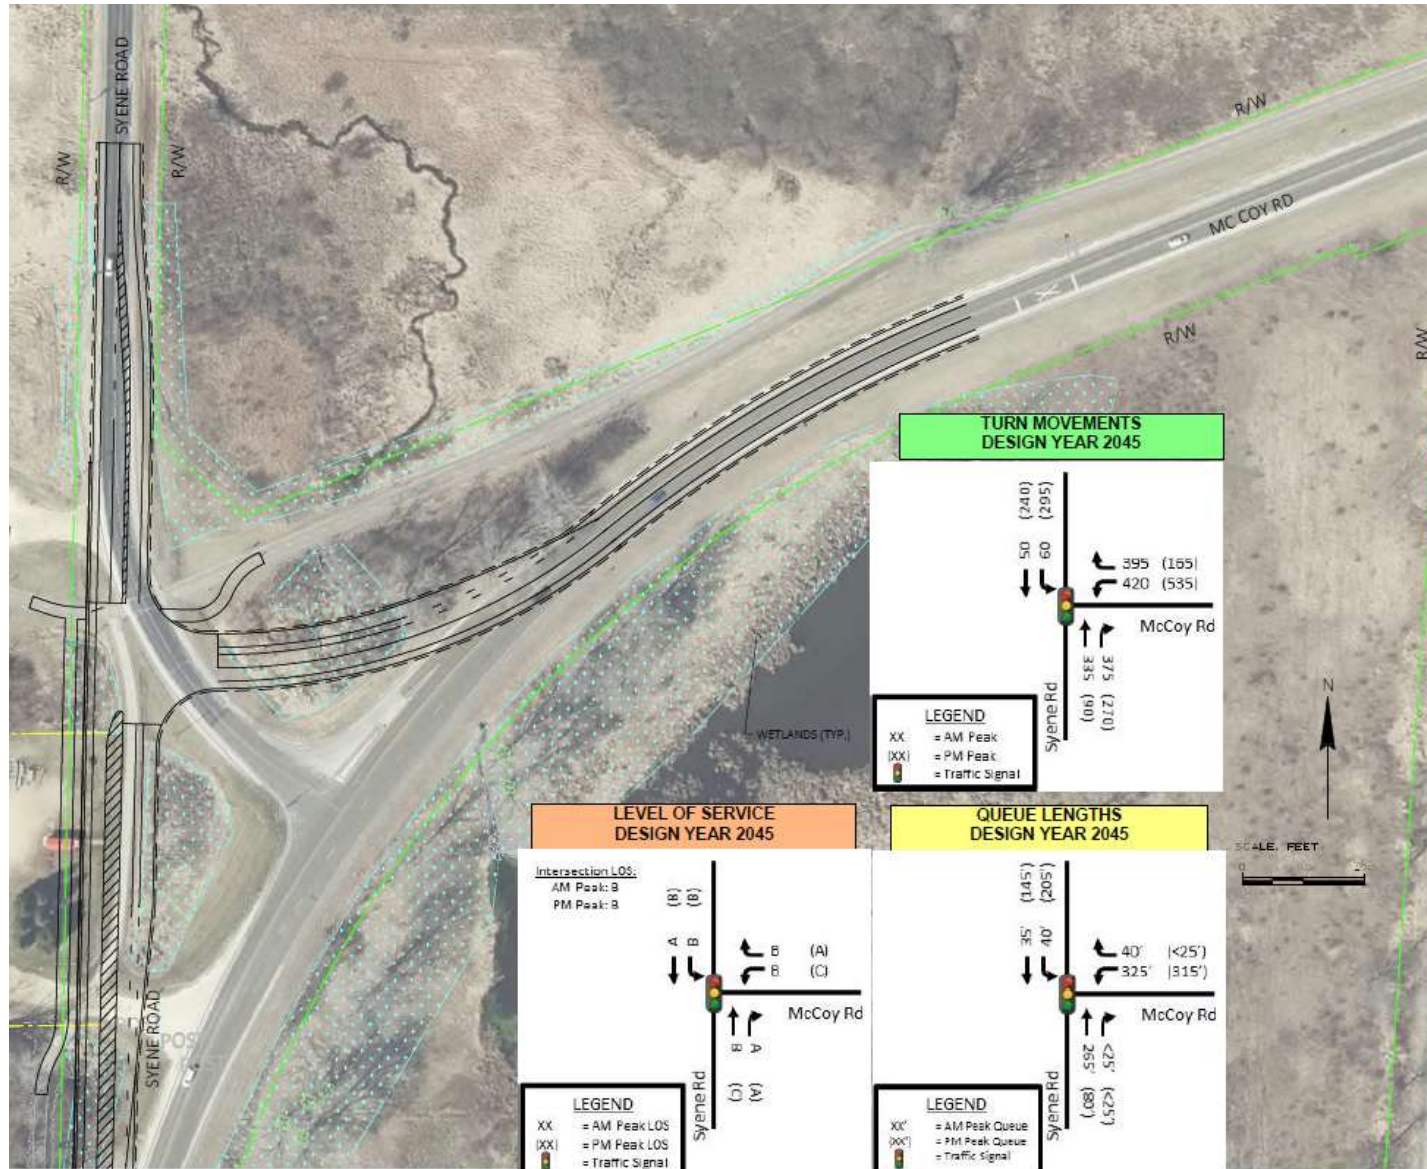 SYENE ROAD
R/W
R/W
R/W
MC COY RD
R/W
R/W
WETLANDS (TYP.)
TURN MOVEMENTS
DESIGN YEAR 2045
(240) (295)
50 60
395 (165)
420 (535)
McCoy Rd
335 375
(90) (270)
Syene Rd
LEGEND
XX = AM Peak
(XX) = PM Peak
= Traffic Signal
N
SCALE, FEET
0
LEVEL OF SERVICE
DESIGN YEAR 2045
Intersection LOS:
AM Peak: B
PM Peak: B
(B) (B)
A B
B (A)
B (C)
McCoy Rd
B A
(C) (A)
Syene Rd
LEGEND
XX = AM Peak LOS
(XX) = PM Peak LOS
= Traffic Signal
QUEUE LENGTHS
DESIGN YEAR 2045
(145') (205')
35' 40'
40' (<25')
325' (315')
McCoy Rd
265' <25'
(80') (<25')
Syene Rd
LEGEND
XX' = AM Peak Queue
(XX') = PM Peak Queue
= Traffic Signal
SYENE ROAD
POST